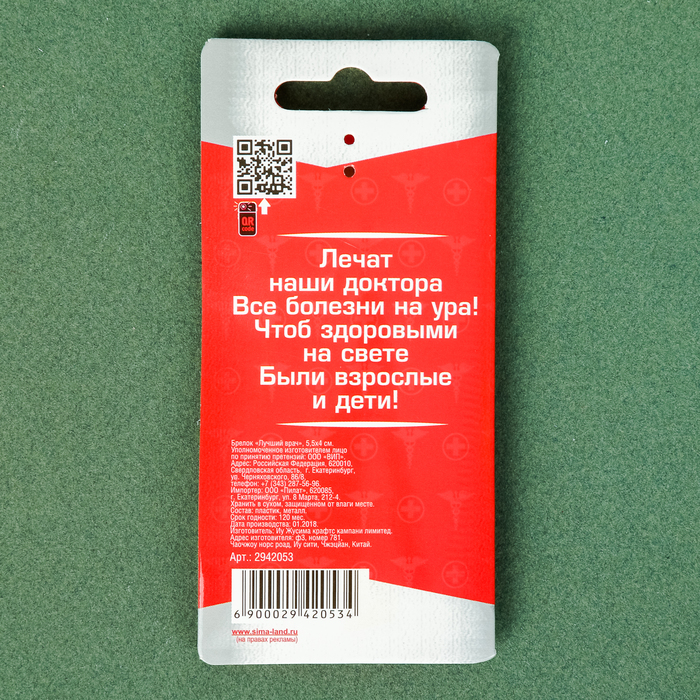 QR
code
Лечат
наши доктора
Все болезни на ура!
Чтоб здоровыми
на свете
Были взрослые
и дети!
Брелок «Лучший врач», 5,5х4 см.
Уполномоченное изготовителем лицо
по принятию претензий: ООО «ВИП».
Адрес: Российская Федерация, 620010,
Свердловская область, г. Екатеринбург,
ул. Черняховского, 86/8,
телефон: +7 (343) 287-56-96.
Импортер: ООО «Пилат», 620085,
г. Екатеринбург, ул. 8 Марта, 212-4.
Хранить в сухом, защищенном от влаги месте.
Состав: пластик, металл.
Срок годности: 120 мес.
Дата производства: 01.2018.
Изготовитель: Иу Жусима крафтс кампани лимитед.
Адрес изготовителя: ф3, номер 781,
Чаочжоу норс роад, Иу сити, Чжэцзян, Китай.
Арт.: 2942053
6 900029 420534
www.sima-land.ru
(на правах рекламы)